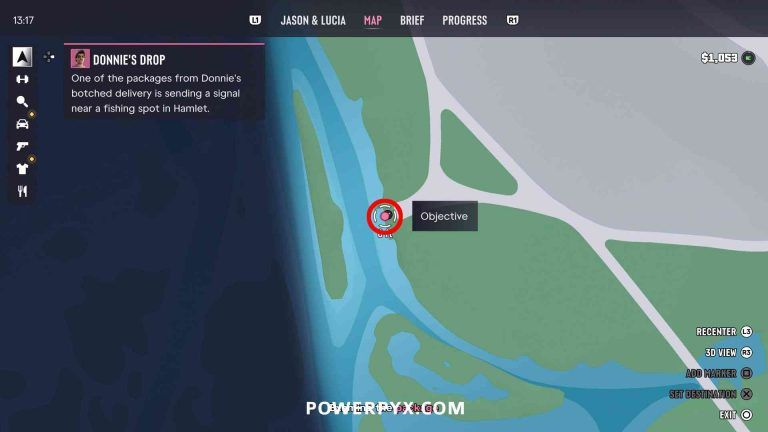 13:17
L1 JASON & LUCIA MAP BRIEF PROGRESS R1
DONNIE'S DROP
One of the packages from Donnie's
botched delivery is sending a signal
near a fishing spot in Hamlet.
$1,053
Objective
RECENTER L3
3D VIEW R3
ADD MARKER
SET DESTINATION
EXIT
POWERPYX.COM